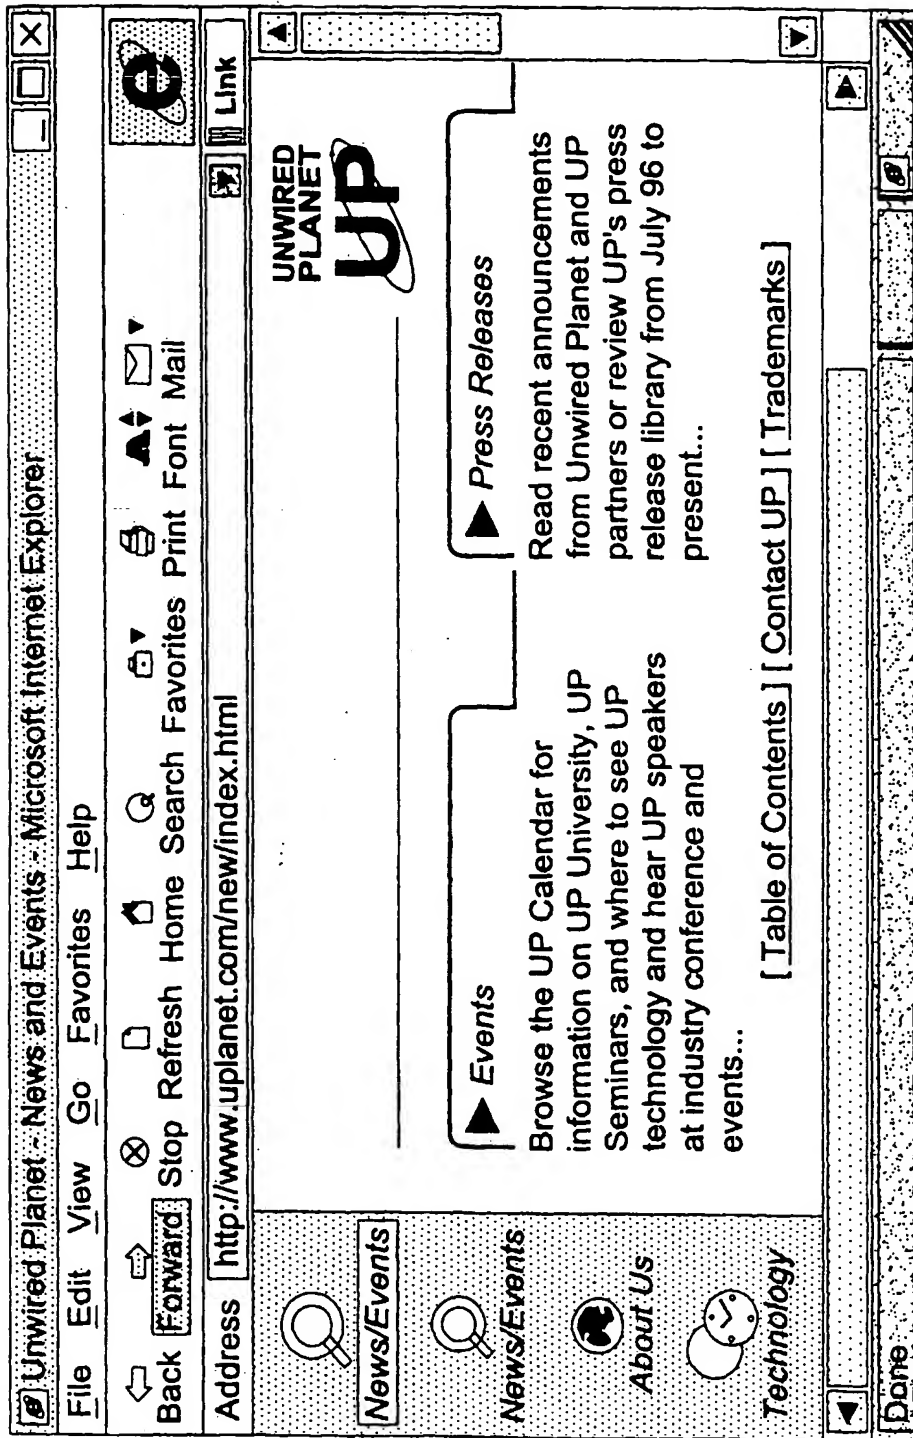 Unwired Planet - News and Events - Microsoft Internet Explorer
File Edit View Go Favorites Help
Back Forward Stop Refresh Home Search Favorites Print Font Mail
Address http://www.uplanet.com/new/index.html Link
News/Events
News/Events
About Us
Technology
UNWIRED
PLANET
UP
Events
Browse the UP Calendar for
information on UP University, UP
Seminars, and where to see UP
technology and hear UP speakers
at industry conference and
events...
Press Releases
Read recent announcements
from Unwired Planet and UP
partners or review UP's press
release library from July 96 to
present...
[ Table of Contents ] [ Contact UP ] [ Trademarks ]
Done